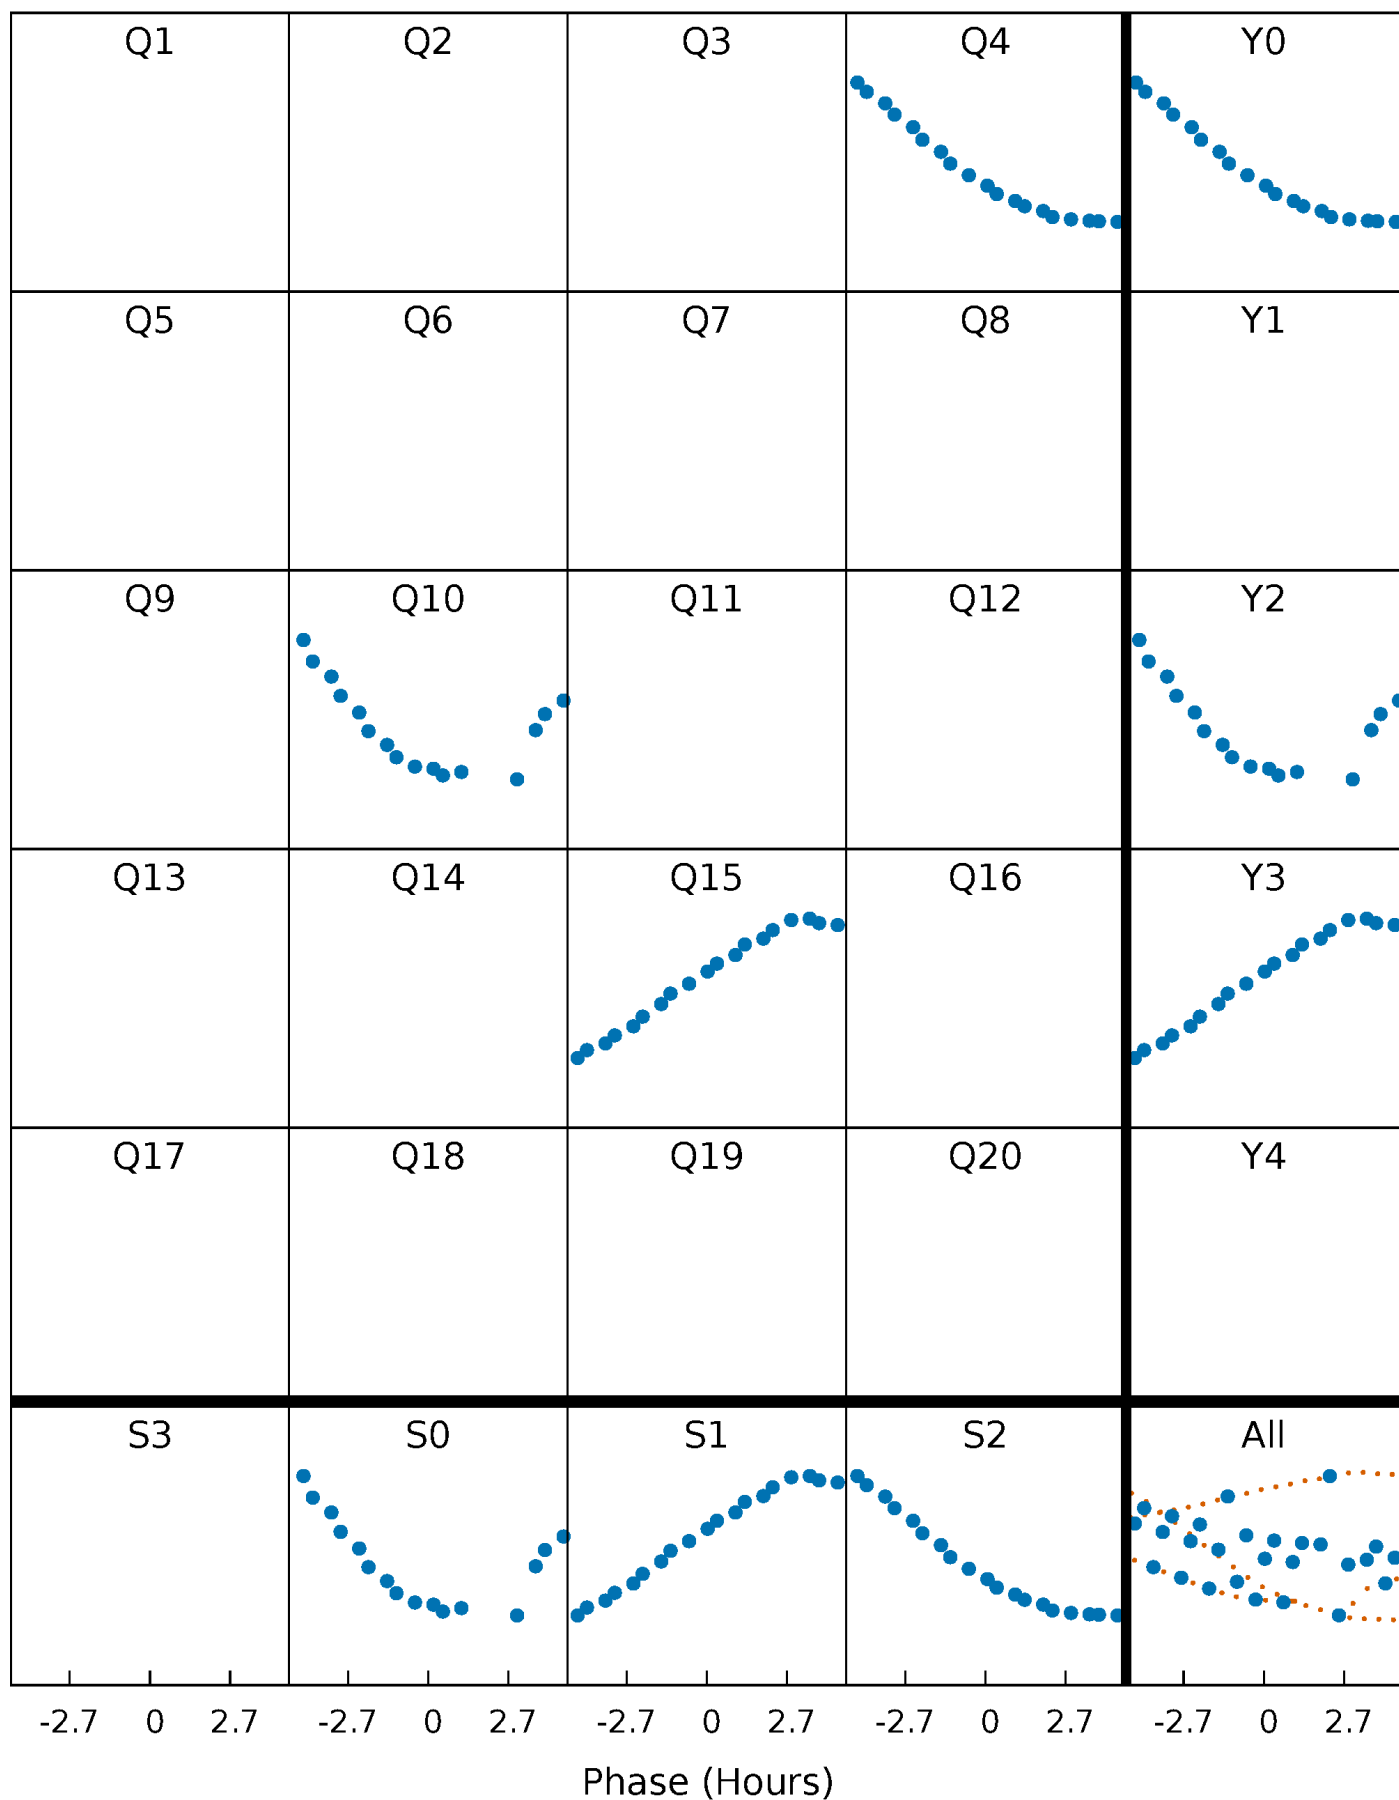 Q1 Q2 Q3 Q4 Y0
Q5 Q6 Q7 Q8 Y1
Q9 Q10 Q11 Q12 Y2
Q13 Q14 Q15 Q16 Y3
Q17 Q18 Q19 Q20 Y4
S3 S0 S1 S2 All
-2.7 0 2.7 -2.7 0 2.7 -2.7 0 2.7 -2.7 0 2.7 -2.7 0 2.7
Phase (Hours)